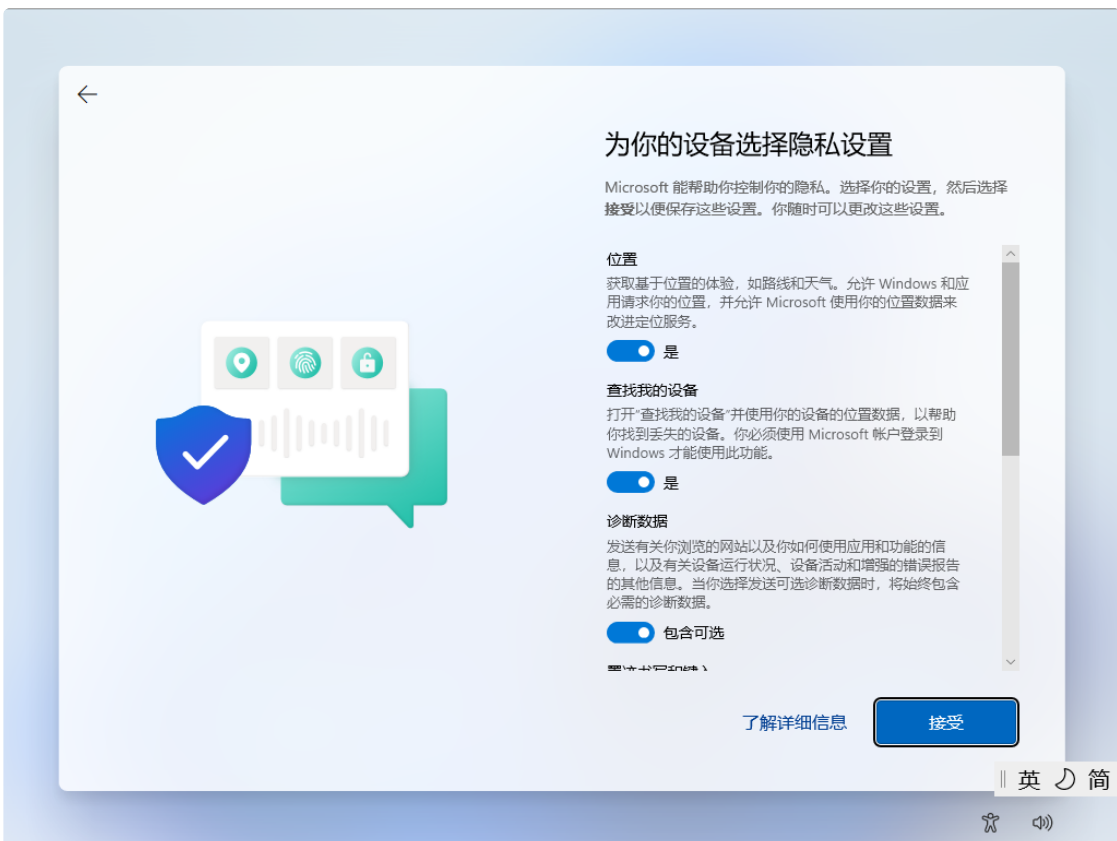 为你的设备选择隐私设置
Microsoft 能帮助你控制你的隐私。选择你的设置，然后选择
接受以便保存这些设置。你随时可以更改这些设置。
位置
获取基于位置的体验，如路线和天气。允许 Windows 和应
用请求你的位置，并允许 Microsoft 使用你的位置数据来
改进定位服务。
是
查找我的设备
打开“查找我的设备”并使用你的设备的位置数据，以帮助
你找到丢失的设备。你必须使用 Microsoft 帐户登录到
Windows 才能使用此功能。
是
诊断数据
发送有关你浏览的网站以及你如何使用应用和功能的信
息，以及有关设备运行状况、设备活动和增强的错误报告
的其他信息。当你选择发送可选诊断数据时，将始终包含
必需的诊断数据。
包含可选
墨迹书写和键入
了解详细信息
接受
英 简